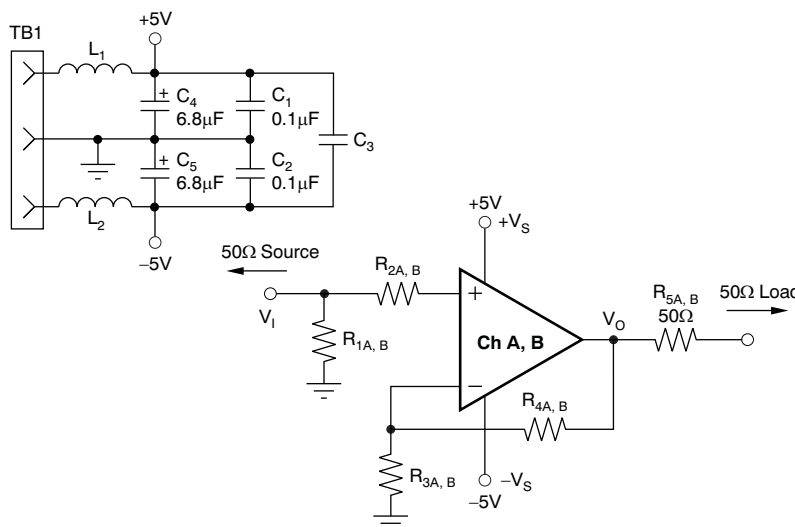 +5V
TB1
L1
+
C4
6.8μF
C1
0.1μF
C3
+
C5
6.8μF
C2
0.1μF
L2
−5V
50Ω Source
VI
R1A, B
R2A, B
+5V
+VS
+
Ch A, B
−
VO
R5A, B
50Ω
50Ω Load
R4A, B
R3A, B
−VS
−5V